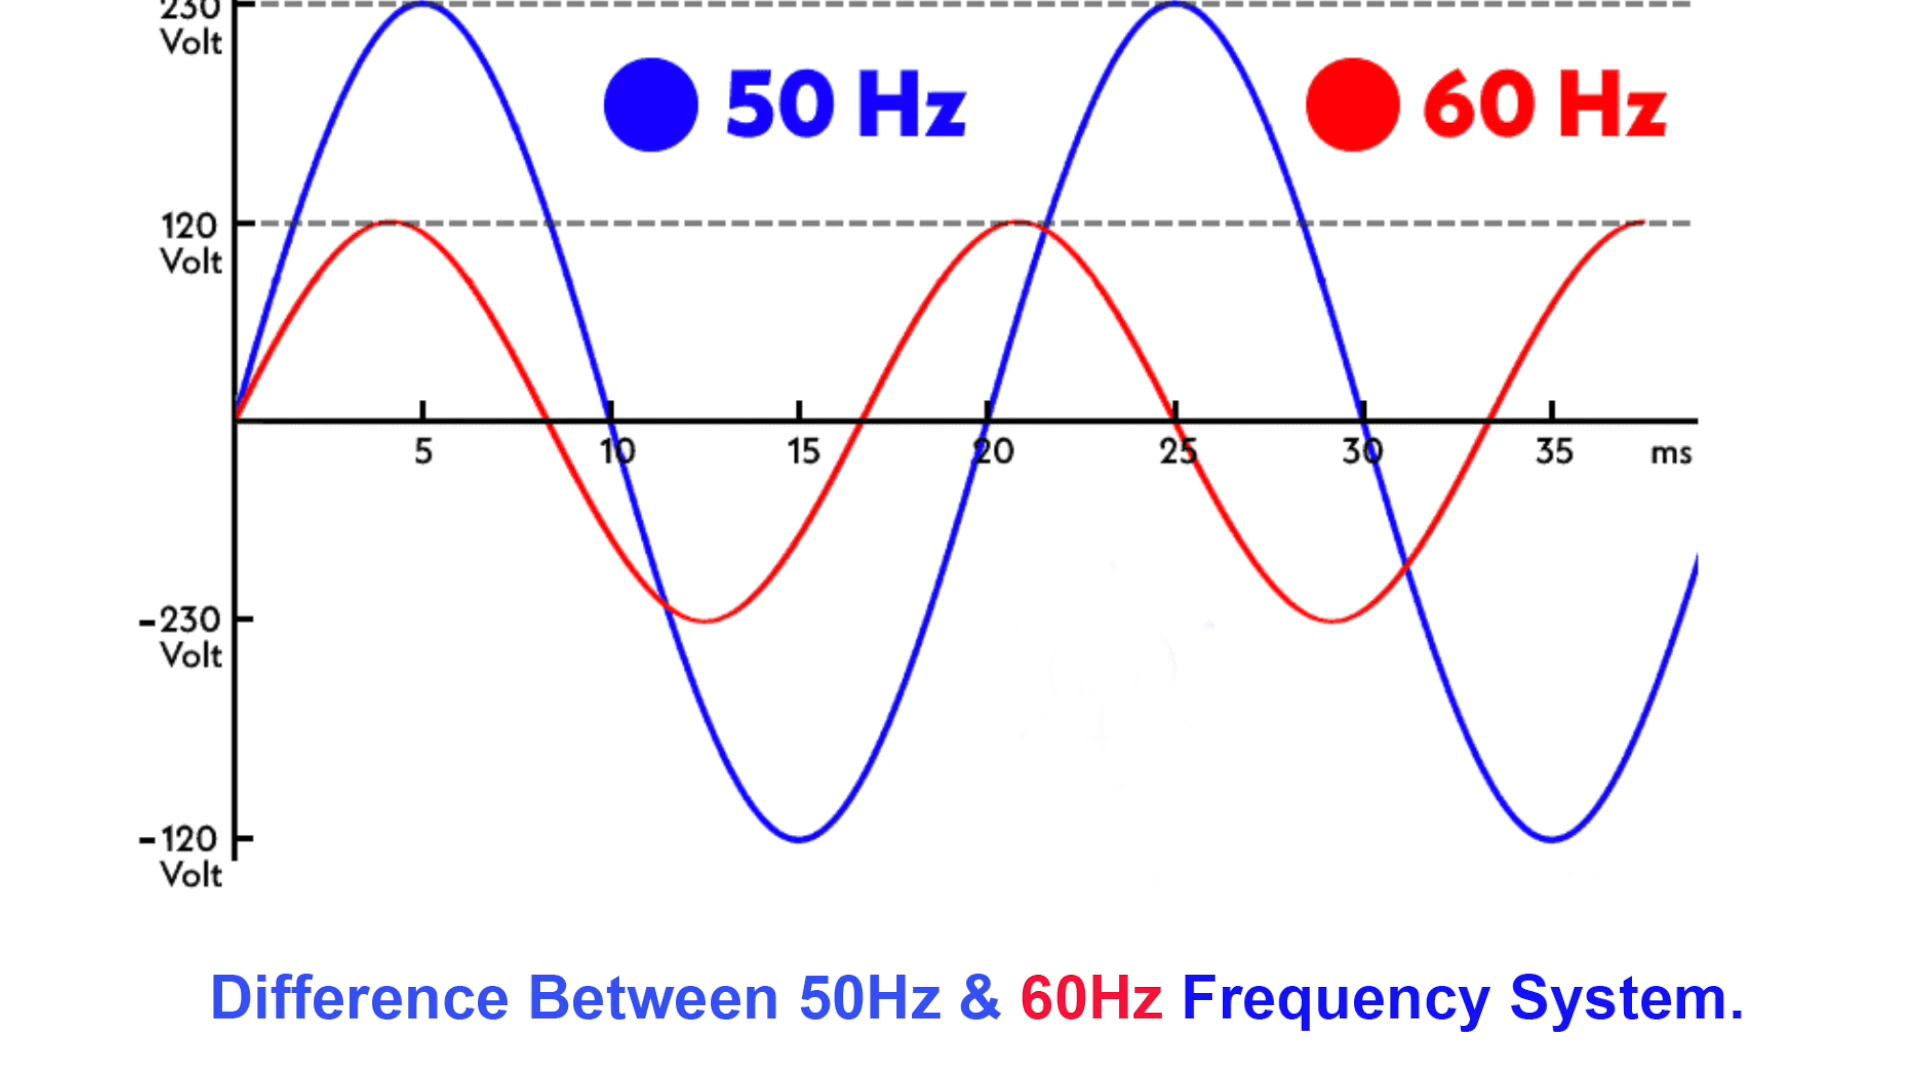 230
Volt
50 Hz
60 Hz
120
Volt
5 10 15 20 25 30 35 ms
-230
Volt
-120
Volt
Difference Between 50Hz & 60Hz Frequency System.